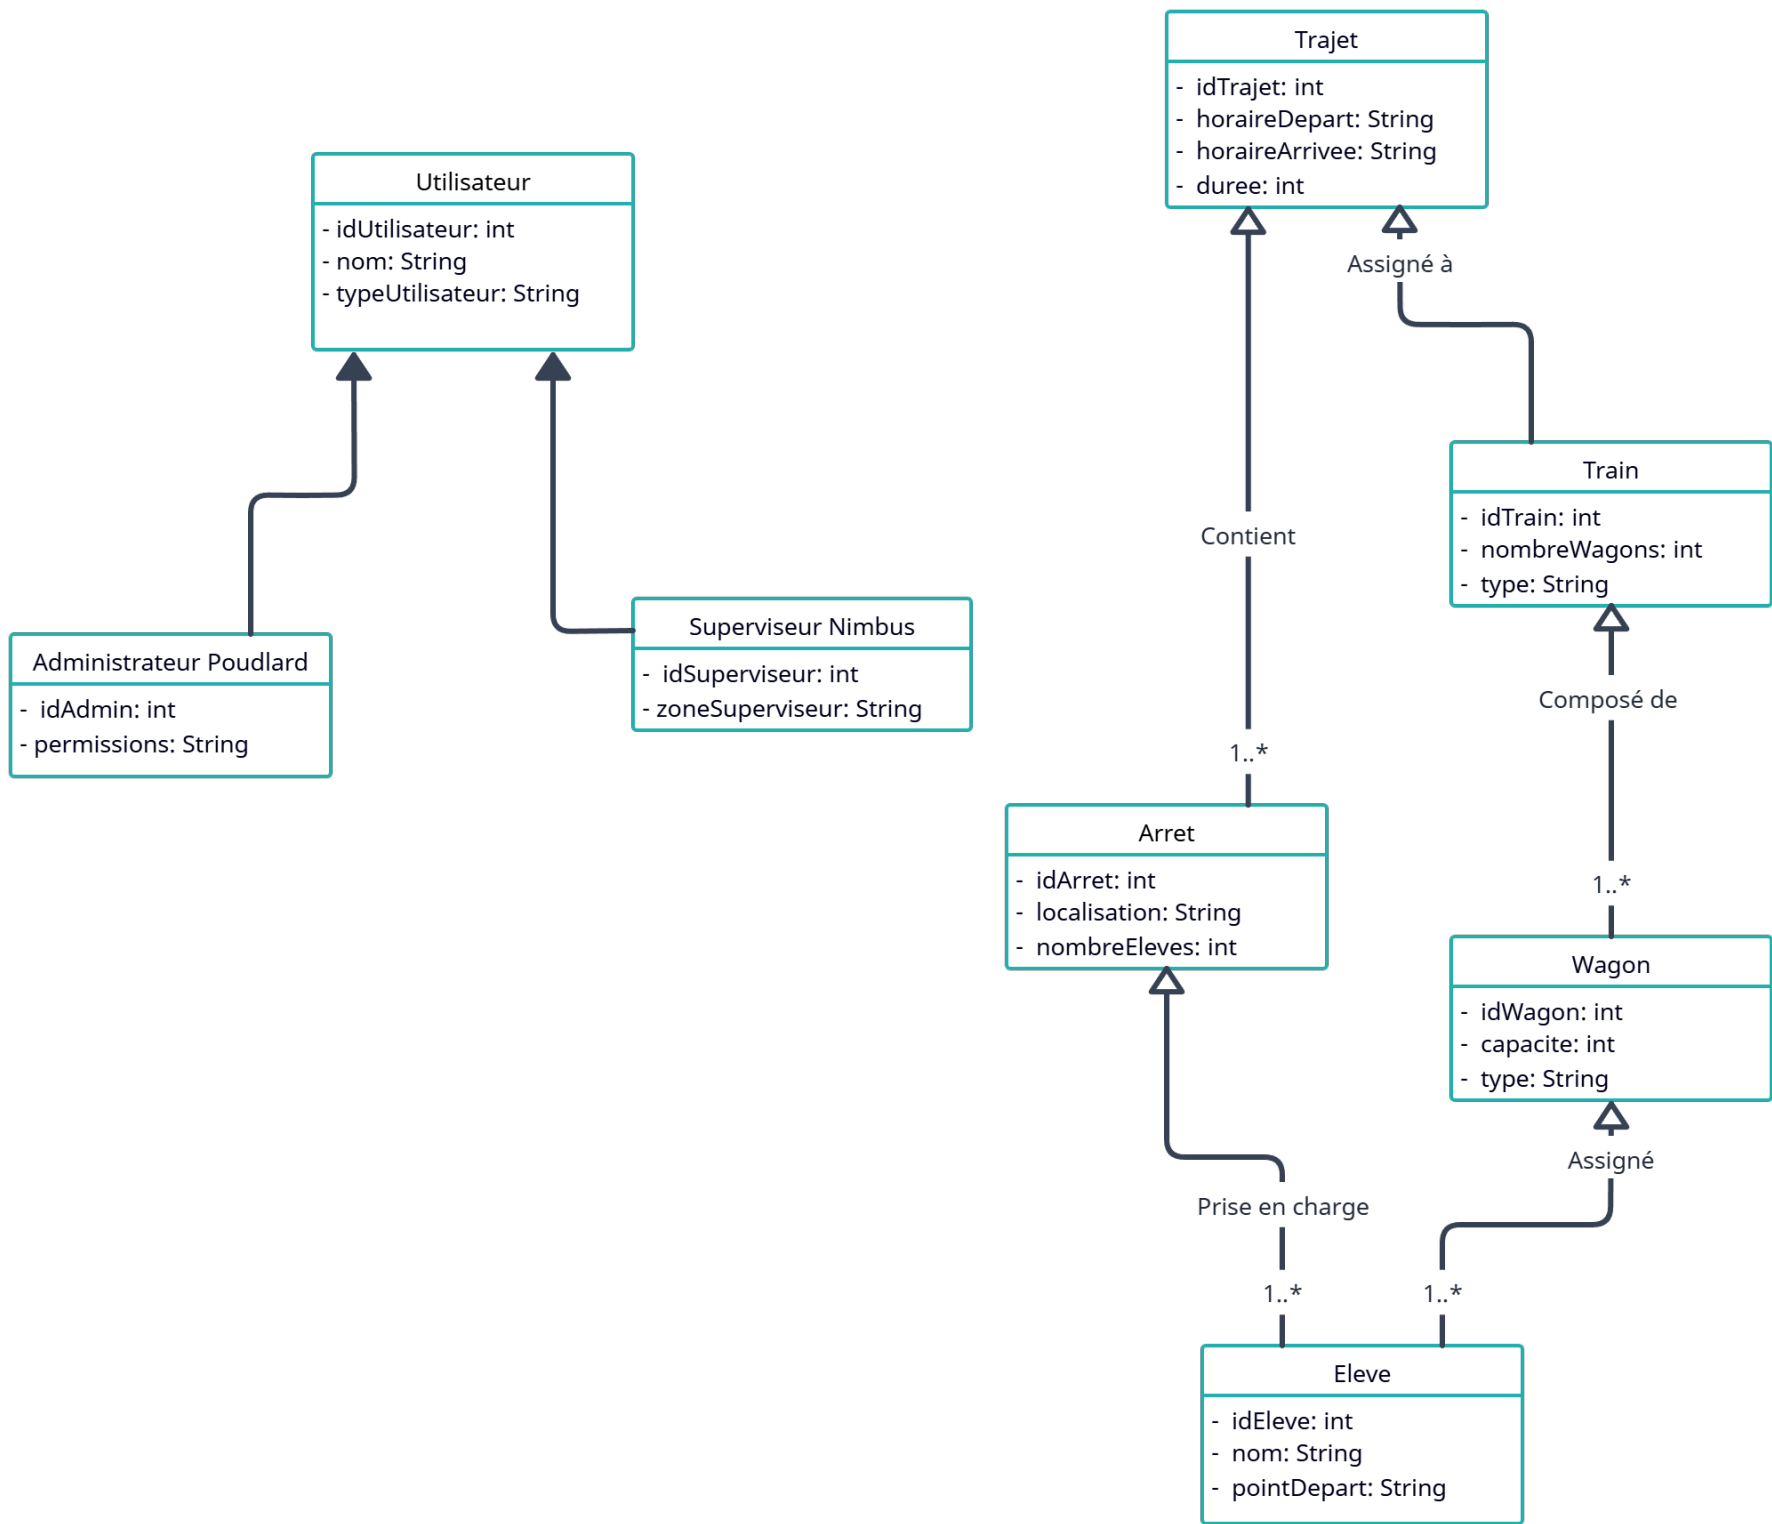 Trajet
- idTrajet: int
- horaireDepart: String
- horaireArrivee: String
- duree: int
Utilisateur
- idUtilisateur: int
- nom: String
- typeUtilisateur: String
Assigné à
Train
- idTrain: int
- nombreWagons: int
- type: String
Contient
Superviseur Nimbus
- idSuperviseur: int
- zoneSuperviseur: String
Administrateur Poudlard
- idAdmin: int
- permissions: String
Composé de
1..*
Arret
- idArret: int
- localisation: String
- nombreEleves: int
1..*
Wagon
- idWagon: int
- capacite: int
- type: String
Assigné
Prise en charge
1..*
1..*
Eleve
- idEleve: int
- nom: String
- pointDepart: String